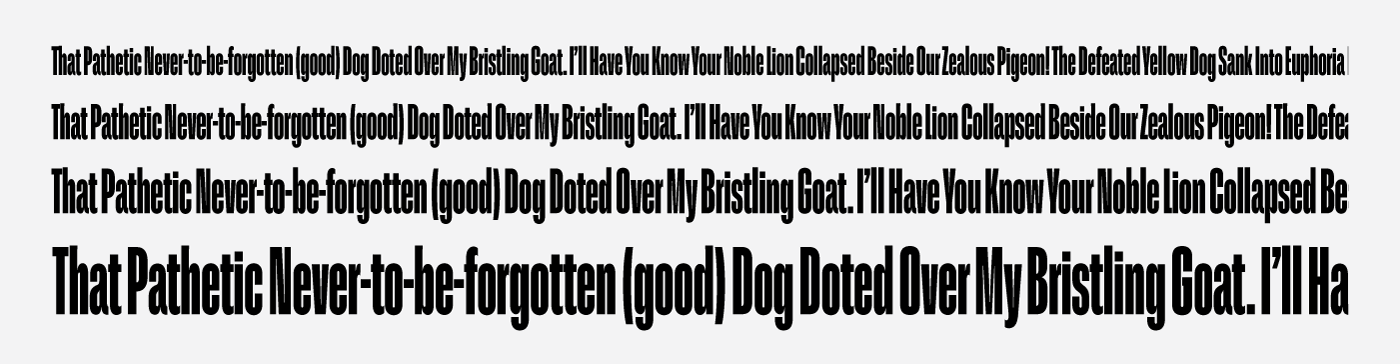 That Pathetic Never-to-be-forgotten (good) Dog Doted Over My Bristling Goat. I’ll Have You Know Your Noble Lion Collapsed Beside Our Zealous Pigeon! The Defeated Yellow Dog Sank Into Euphoria
That Pathetic Never-to-be-forgotten (good) Dog Doted Over My Bristling Goat. I’ll Have You Know Your Noble Lion Collapsed Beside Our Zealous Pigeon! The
That Pathetic Never-to-be-forgotten (good) Dog Doted Over My Bristling Goat. I’ll Have You Know Your Noble Lion Collapsed Be
That Pathetic Never-to-be-forgotten (good) Dog Doted Over My Bristling Goat. I’ll Ha